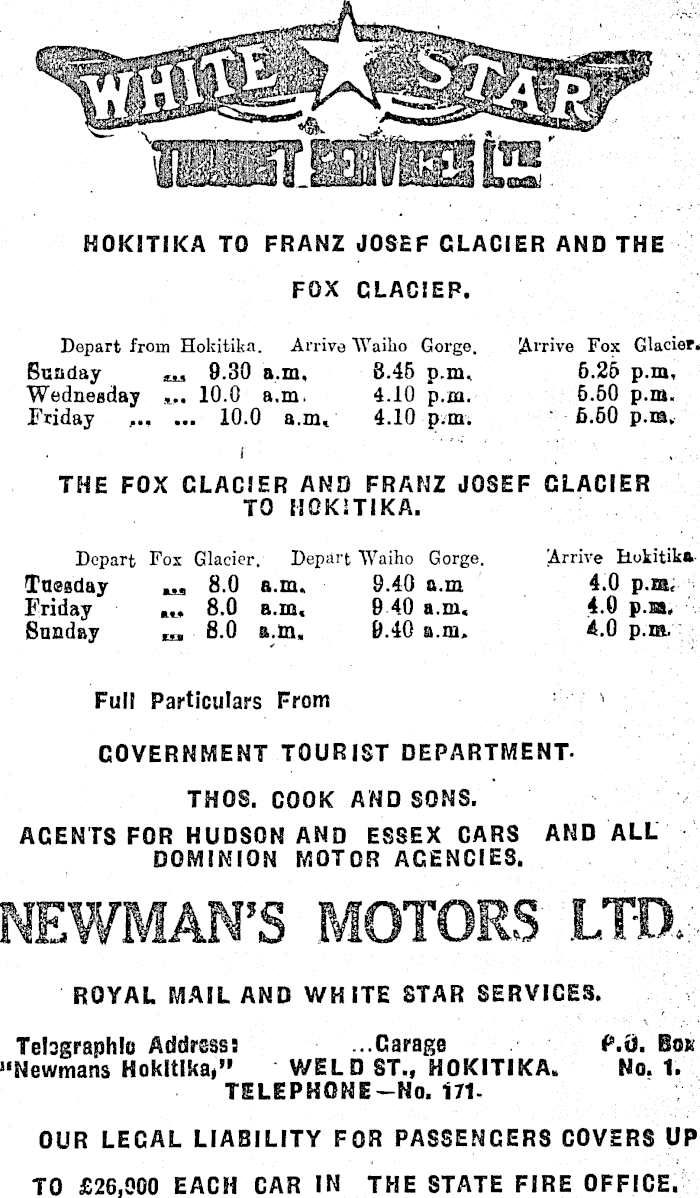 WHITE STAR
HOKITIKA TO FRANZ JOSEF GLACIER AND THE
FOX GLACIER.
Depart from Hokitika. Arrive Waiho Gorge. Arrive Fox Glacier.
Sunday ... 9.30 a.m. 3.45 p.m. 5.25 p.m.
Wednesday ... 10.0 a.m. 4.10 p.m. 5.50 p.m.
Friday ... ... 10.0 a.m. 4.10 p.m. 5.50 p.m.
THE FOX GLACIER AND FRANZ JOSEF GLACIER
TO HOKITIKA.
Depart Fox Glacier. Depart Waiho Gorge. Arrive Hokitika
Tuesday ... 8.0 a.m. 9.40 a.m 4.0 p.m.
Friday ... 8.0 a.m. 9.40 a.m. 4.0 p.m.
Sunday ... 8.0 a.m. 9.40 a.m. 4.0 p.m.
Full Particulars From
GOVERNMENT TOURIST DEPARTMENT.
THOS. COOK AND SONS.
AGENTS FOR HUDSON AND ESSEX CARS AND ALL
DOMINION MOTOR AGENCIES.
NEWMAN'S MOTORS LTD.
ROYAL MAIL AND WHITE STAR SERVICES.
Telegraphic Address: ...Garage P.O. Box
"Newmans Hokitika," WELD ST., HOKITIKA. No. 1.
TELEPHONE—No. 171.
OUR LEGAL LIABILITY FOR PASSENGERS COVERS UP
TO £26,000 EACH CAR IN THE STATE FIRE OFFICE.